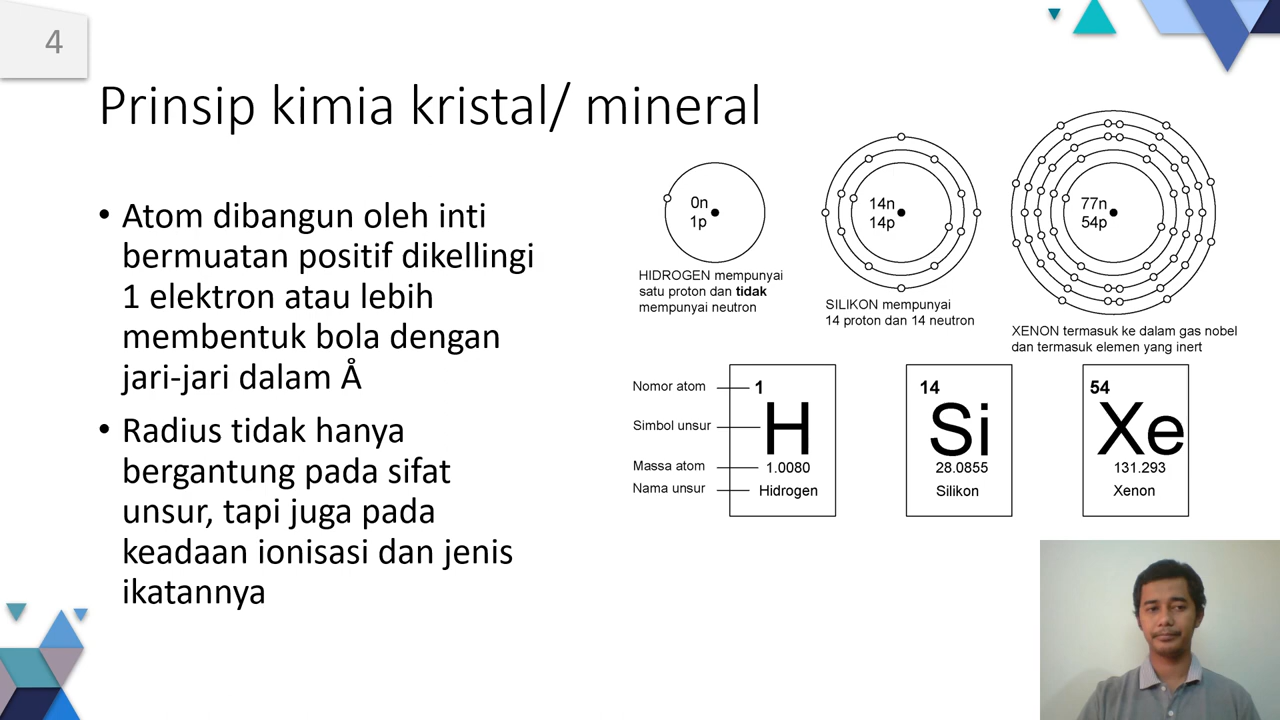 4
Prinsip kimia kristal/ mineral
• Atom dibangun oleh inti
bermuatan positif dikellingi
1 elektron atau lebih
membentuk bola dengan
jari-jari dalam Å
• Radius tidak hanya
bergantung pada sifat
unsur, tapi juga pada
keadaan ionisasi dan jenis
ikatannya
0n
1p
HIDROGEN mempunyai
satu proton dan tidak
mempunyai neutron
14n
14p
SILIKON mempunyai
14 proton dan 14 neutron
77n
54p
XENON termasuk ke dalam gas nobel
dan termasuk elemen yang inert
Nomor atom
Simbol unsur
Massa atom
Nama unsur
1
H
1.0080
Hidrogen
14
Si
28.0855
Silikon
54
Xe
131.293
Xenon